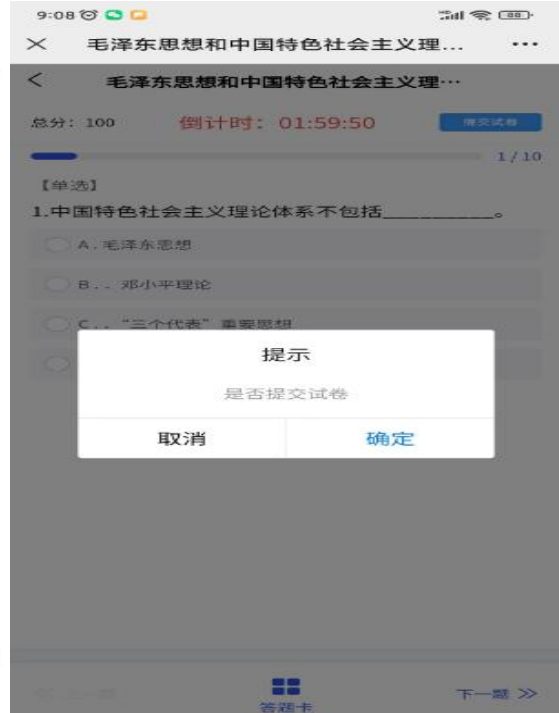 9:08
毛泽东思想和中国特色社会主义理...
毛泽东思想和中国特色社会主义理…
总分：100 倒计时：01:59:50 提交试卷
1/10
【单选】
1.中国特色社会主义理论体系不包括_________。
A.毛泽东思想
B.. 邓小平理论
C.. “三个代表”重要思想
提示
是否提交试卷
取消 确定
答题卡
下一题